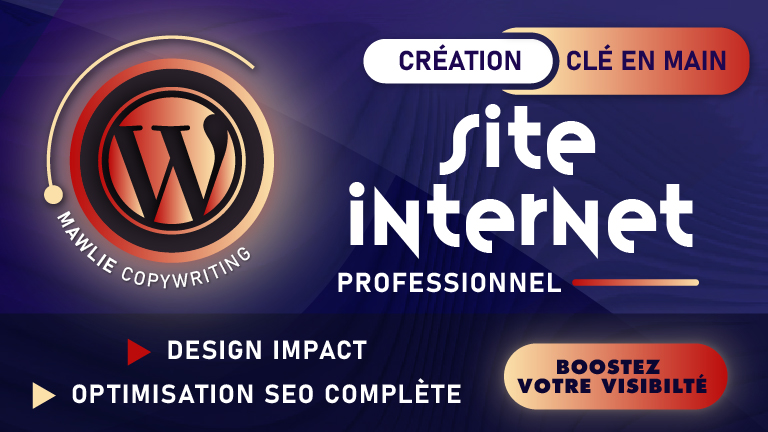 CRÉATION CLÉ EN MAIN
SitE
iNtErNEt
PROFESSIONNEL
W
MAWLIE COPYWRITING
DESIGN IMPACT
OPTIMISATION SEO COMPLÈTE
BOOSTEZ
VOTRE VISIBILTÉ